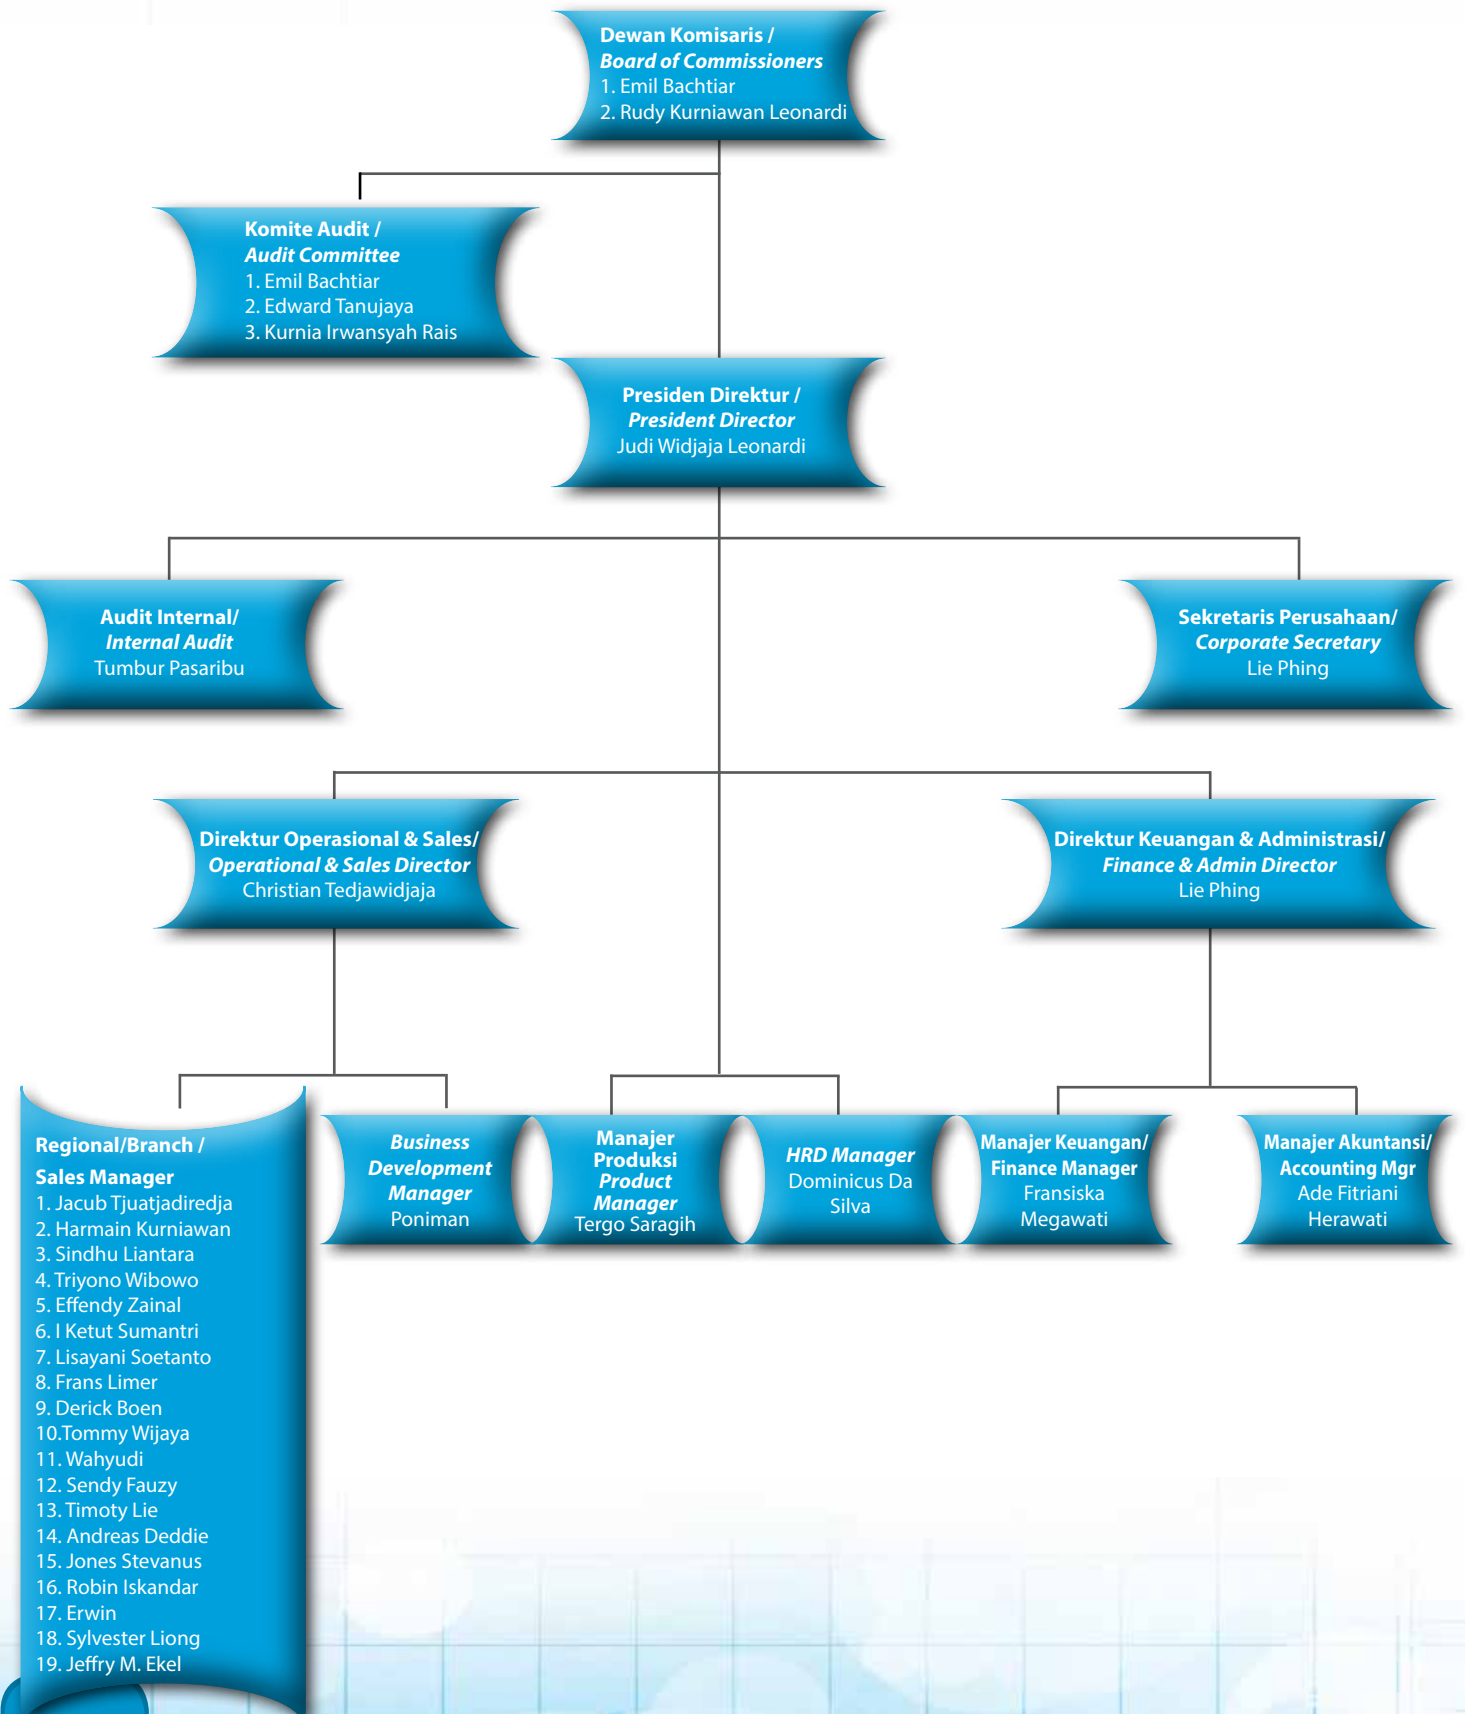 Dewan Komisaris /
Board of Commissioners
1. Emil Bachtiar
2. Rudy Kurniawan Leonardi
Komite Audit /
Audit Committee
1. Emil Bachtiar
2. Edward Tanujaya
3. Kurnia Irwansyah Rais
Presiden Direktur /
President Director
Judi Widjaja Leonardi
Audit Internal/
Internal Audit
Tumbur Pasaribu
Sekretaris Perusahaan/
Corporate Secretary
Lie Phing
Direktur Operasional & Sales/
Operational & Sales Director
Christian Tedjawidjaja
Direktur Keuangan & Administrasi/
Finance & Admin Director
Lie Phing
Regional/Branch /
Sales Manager
1. Jacub Tjuatjadiredja
2. Harmain Kurniawan
3. Sindhu Liantara
4. Triyono Wibowo
5. Effendy Zainal
6. I Ketut Sumantri
7. Lisayani Soetanto
8. Frans Limer
9. Derick Boen
10.Tommy Wijaya
11. Wahyudi
12. Sendy Fauzy
13. Timoty Lie
14. Andreas Deddie
15. Jones Stevanus
16. Robin Iskandar
17. Erwin
18. Sylvester Liong
19. Jeffry M. Ekel
Business
Development
Manager
Poniman
Manajer
Produksi
Product
Manager
Tergo Saragih
HRD Manager
Dominicus Da
Silva
Manajer Keuangan/
Finance Manager
Fransiska
Megawati
Manajer Akuntansi/
Accounting Mgr
Ade Fitriani
Herawati